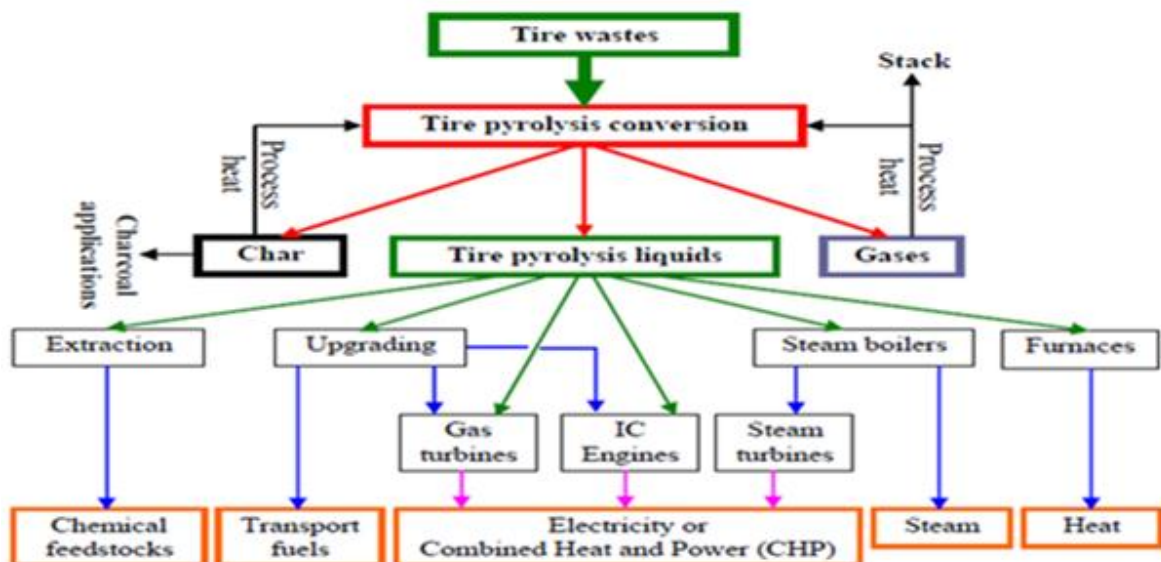 Tire wastes
Stack
Tire pyrolysis conversion
Process
heat
Process
heat
Charcoal
applications
Char
Tire pyrolysis liquids
Gases
Extraction
Upgrading
Steam boilers
Furnaces
Gas
turbines
IC
Engines
Steam
turbines
Chemical
feedstocks
Transport
fuels
Electricity or
Combined Heat and Power (CHP)
Steam
Heat